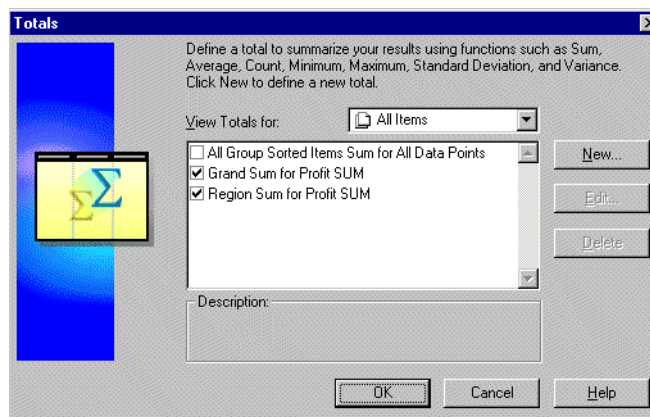 Totals
Define a total to summarize your results using functions such as Sum,
Average, Count, Minimum, Maximum, Standard Deviation, and Variance.
Click New to define a new total.
View Totals for:
All Items
All Group Sorted Items Sum for All Data Points
Grand Sum for Profit SUM
Region Sum for Profit SUM
New...
Edit...
Delete
Description:
OK
Cancel
Help